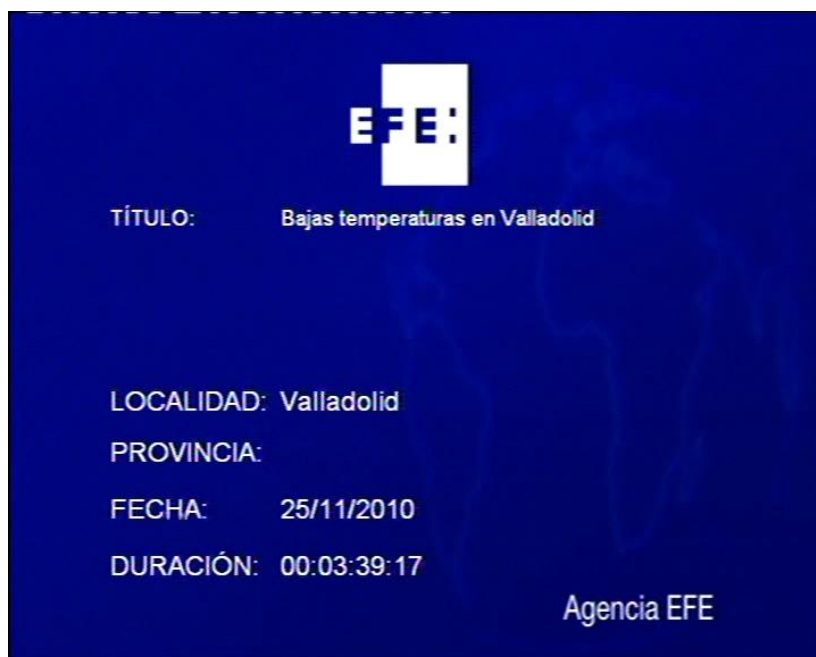 EFE:
TÍTULO: Bajas temperaturas en Valladolid
LOCALIDAD: Valladolid
PROVINCIA:
FECHA: 25/11/2010
DURACIÓN: 00:03:39:17
Agencia EFE